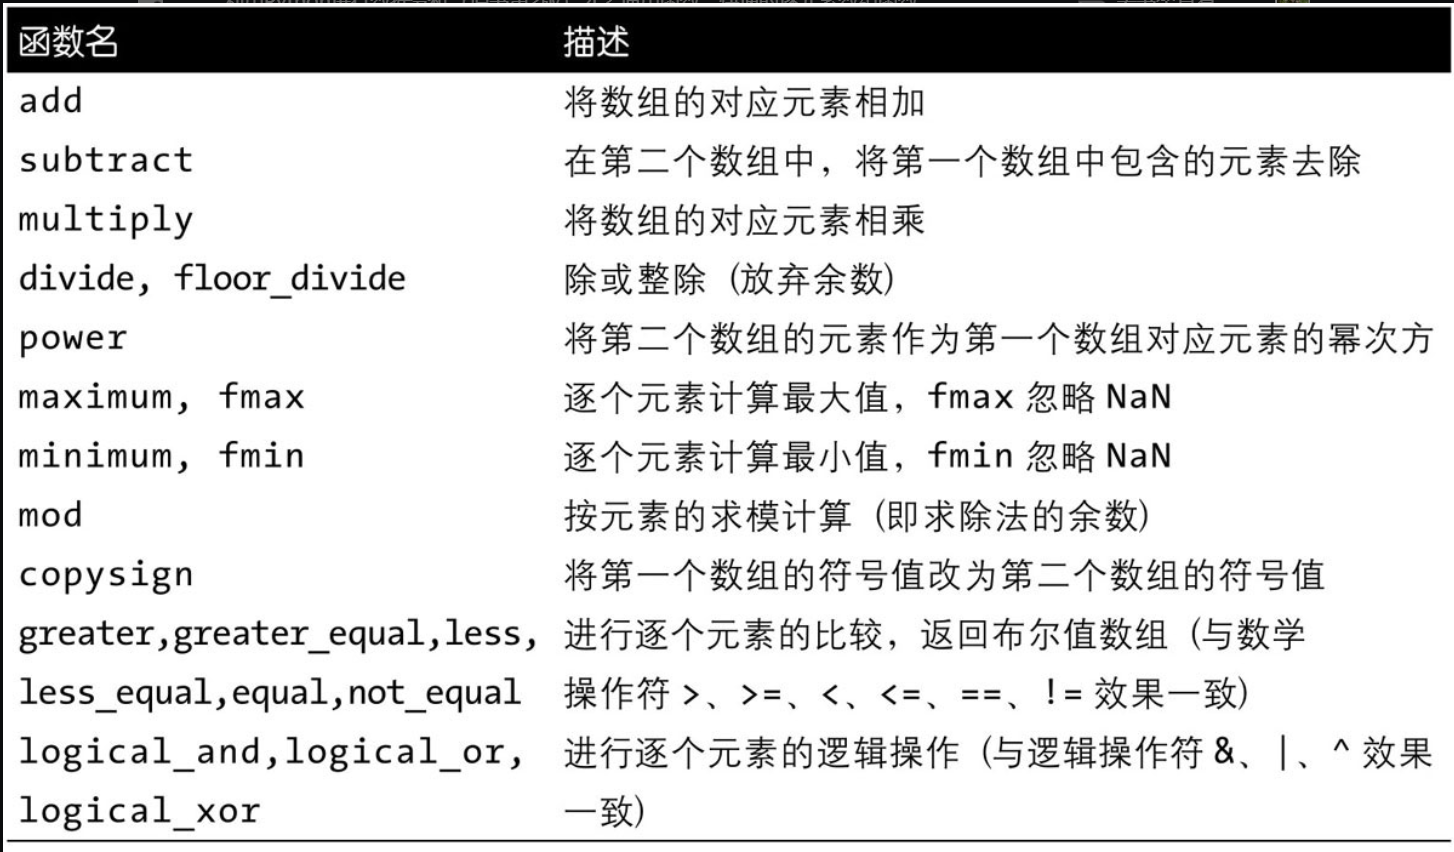 函数名 描述
add 将数组的对应元素相加
subtract 在第二个数组中，将第一个数组中包含的元素去除
multiply 将数组的对应元素相乘
divide, floor_divide 除或整除（放弃余数）
power 将第二个数组的元素作为第一个数组对应元素的幂次方
maximum, fmax 逐个元素计算最大值，fmax 忽略 NaN
minimum, fmin 逐个元素计算最小值，fmin 忽略 NaN
mod 按元素的求模计算（即求除法的余数）
copysign 将第一个数组的符号值改为第二个数组的符号值
greater,greater_equal,less, 进行逐个元素的比较，返回布尔值数组（与数学
less_equal,equal,not_equal 操作符 >、>=、<、<=、==、!= 效果一致）
logical_and,logical_or, 进行逐个元素的逻辑操作（与逻辑操作符 &、|、^ 效果
logical_xor 一致）